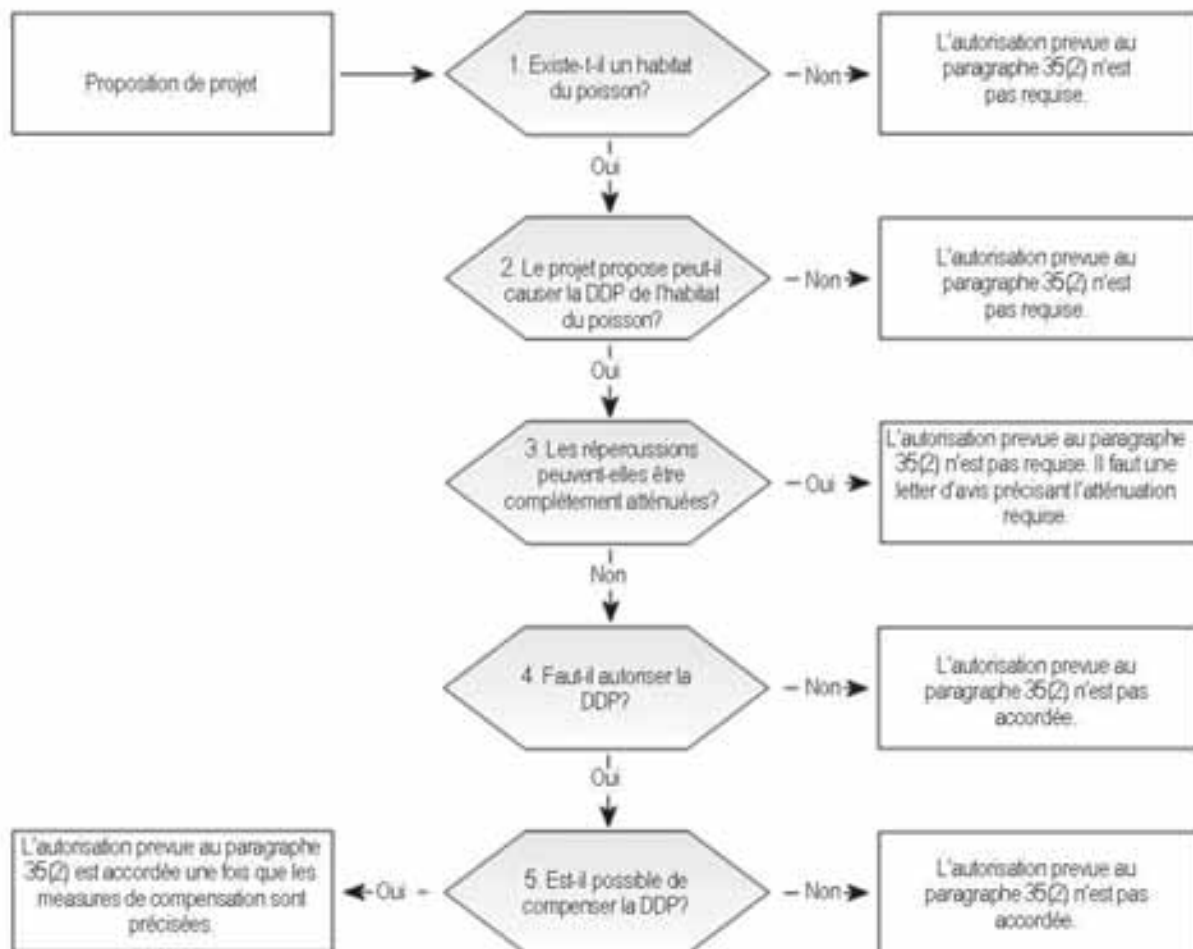 Proposition de projet
1. Existe-t-il un habitat
du poisson?
Non
L'autorisation prevue au
paragraphe 35(2) n'est
pas requise.
Oui
2. Le projet propose peut-il
causer la DDP de l'habitat
du poisson?
Non
L'autorisation prevue au
paragraphe 35(2) n'est
pas requise.
Oui
3. Les répercussions
peuvent-elles être
complètement atténuées?
Oui
L'autorisation prevue au paragraphe
35(2) n'est pas requise. Il faut une
letter d'avis précisant l'atténuation
requise.
Non
4. Faut-il autoriser la
DDP?
Non
L'autorisation prevue au
paragraphe 35(2) n'est pas
accordée.
Oui
5. Est-il possible de
compenser la DDP?
Oui
L'autorisation prevue au paragraphe
35(2) est accordée une fois que les
measures de compensation sont
précisées.
Non
L'autorisation prevue au
paragraphe 35(2) n'est pas
accordée.